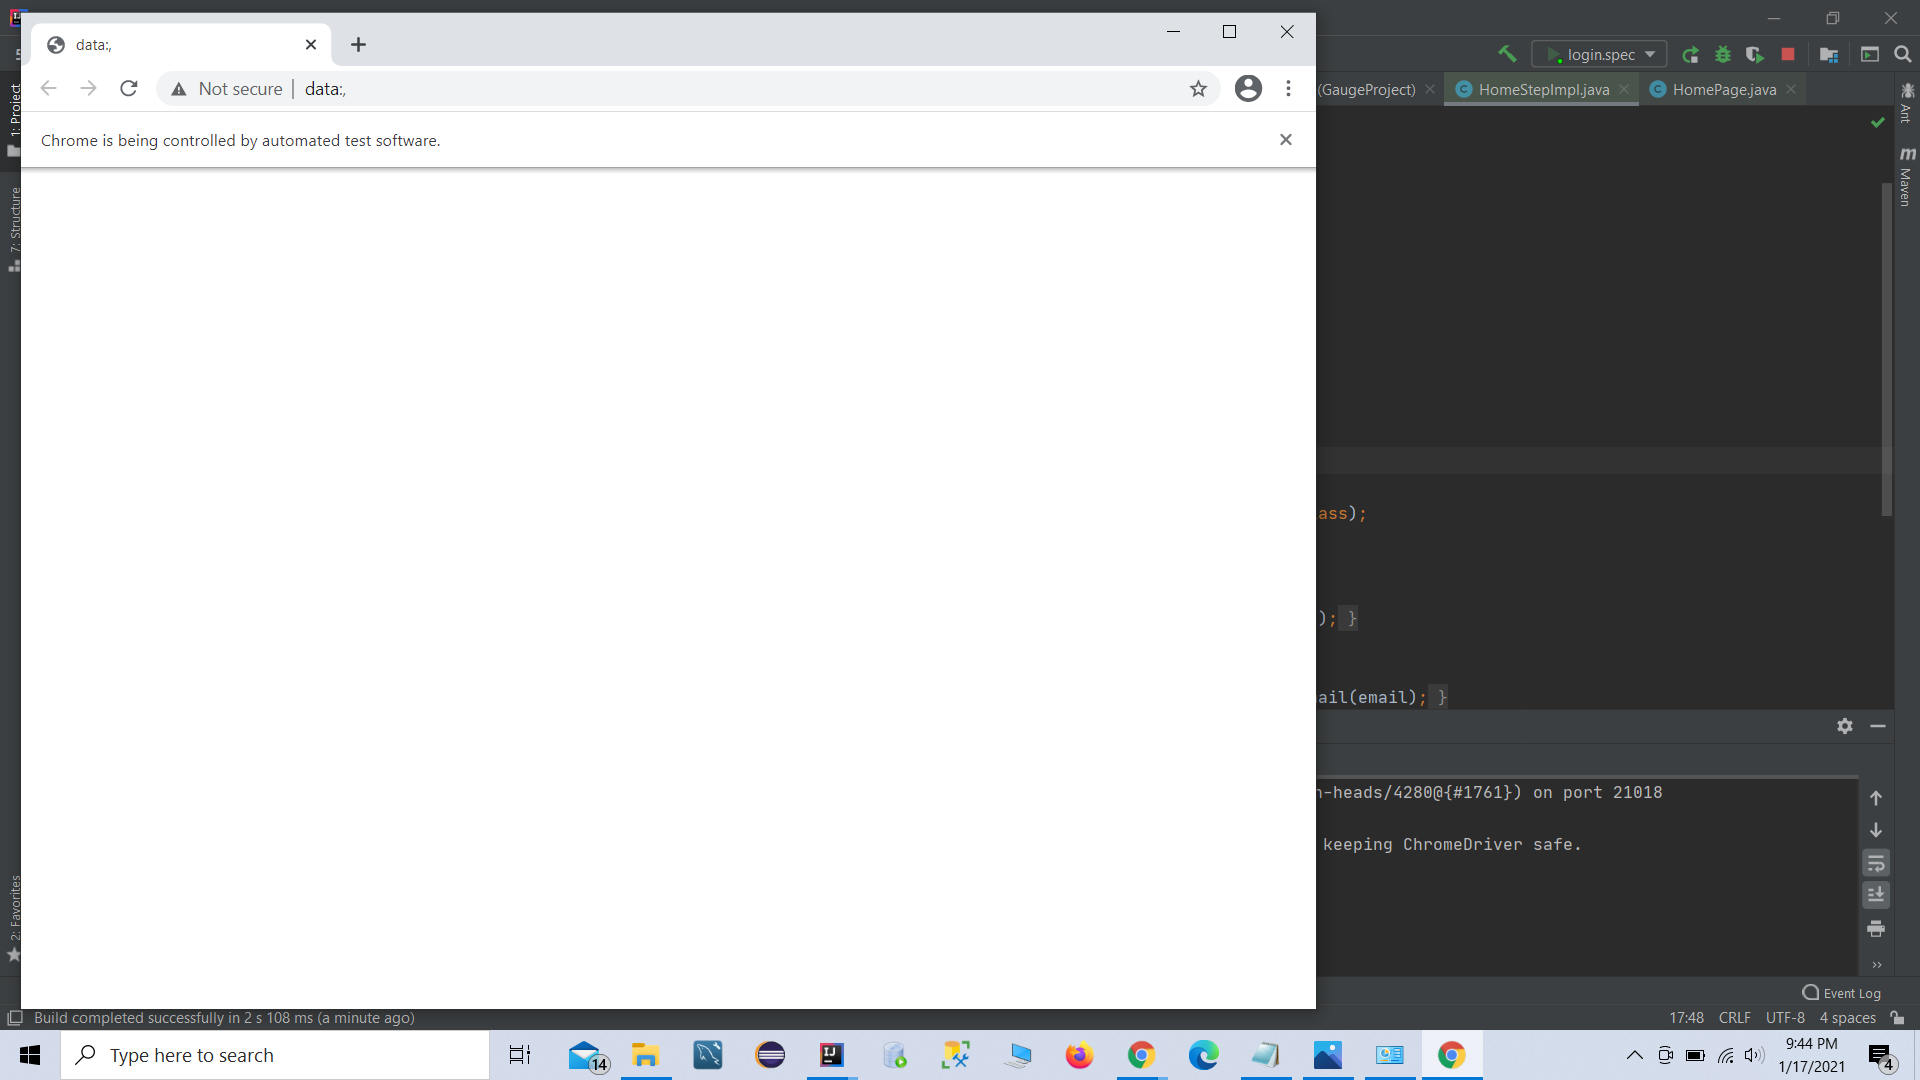 data:,
Not secure
data:,
Chrome is being controlled by automated test software.
login.spec
(GaugeProject)
HomeStepImpl.java
HomePage.java
1: Project
7: Structure
2: Favorites
Ant
Maven
ass);
); }
ail(email); }
-heads/4280@{#1761}) on port 21018
keeping ChromeDriver safe.
Event Log
Build completed successfully in 2 s 108 ms (a minute ago)
17:48 CRLF UTF-8 4 spaces
Type here to search
14
9:44 PM
1/17/2021
4